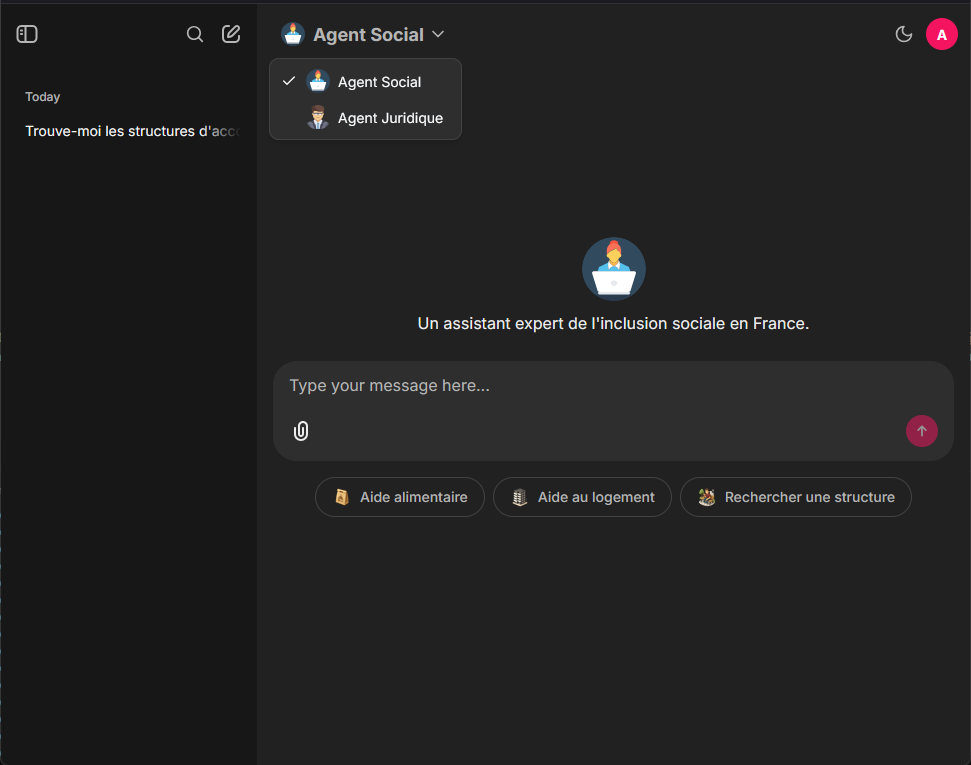 Agent Social
A
Agent Social
Agent Juridique
Today
Trouve-moi les structures d'acc
Un assistant expert de l'inclusion sociale en France.
Type your message here...
Aide alimentaire
Aide au logement
Rechercher une structure